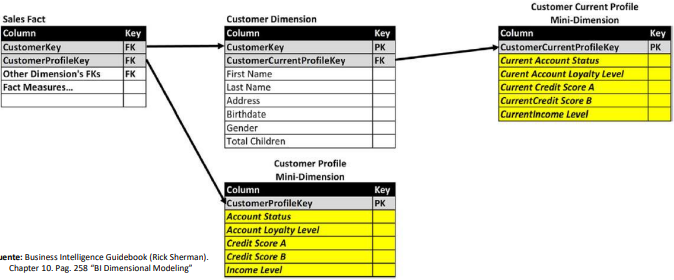 Sales Fact
Column Key
CustomerKey FK
CustomerProfileKey FK
Other Dimension's FKs FK
Fact Measures...
Customer Dimension
Column Key
CustomerKey PK
CustomerCurrentProfileKey FK
First Name
Last Name
Address
Birthdate
Gender
Total Children
Customer Current Profile
Mini-Dimension
Column Key
CustomerCurrentProfileKey PK
Current Account Status
Curent Account Loyalty Level
Current Credit Score A
CurrentCredit Score B
CurrentIncome Level
Customer Profile
Mini-Dimension
Column Key
CustomerProfileKey PK
Account Status
Account Loyalty Level
Credit Score A
Credit Score B
Income Level
uente: Business Intelligence Guidebook (Rick Sherman).
Chapter 10. Pag. 258 “BI Dimensional Modeling”